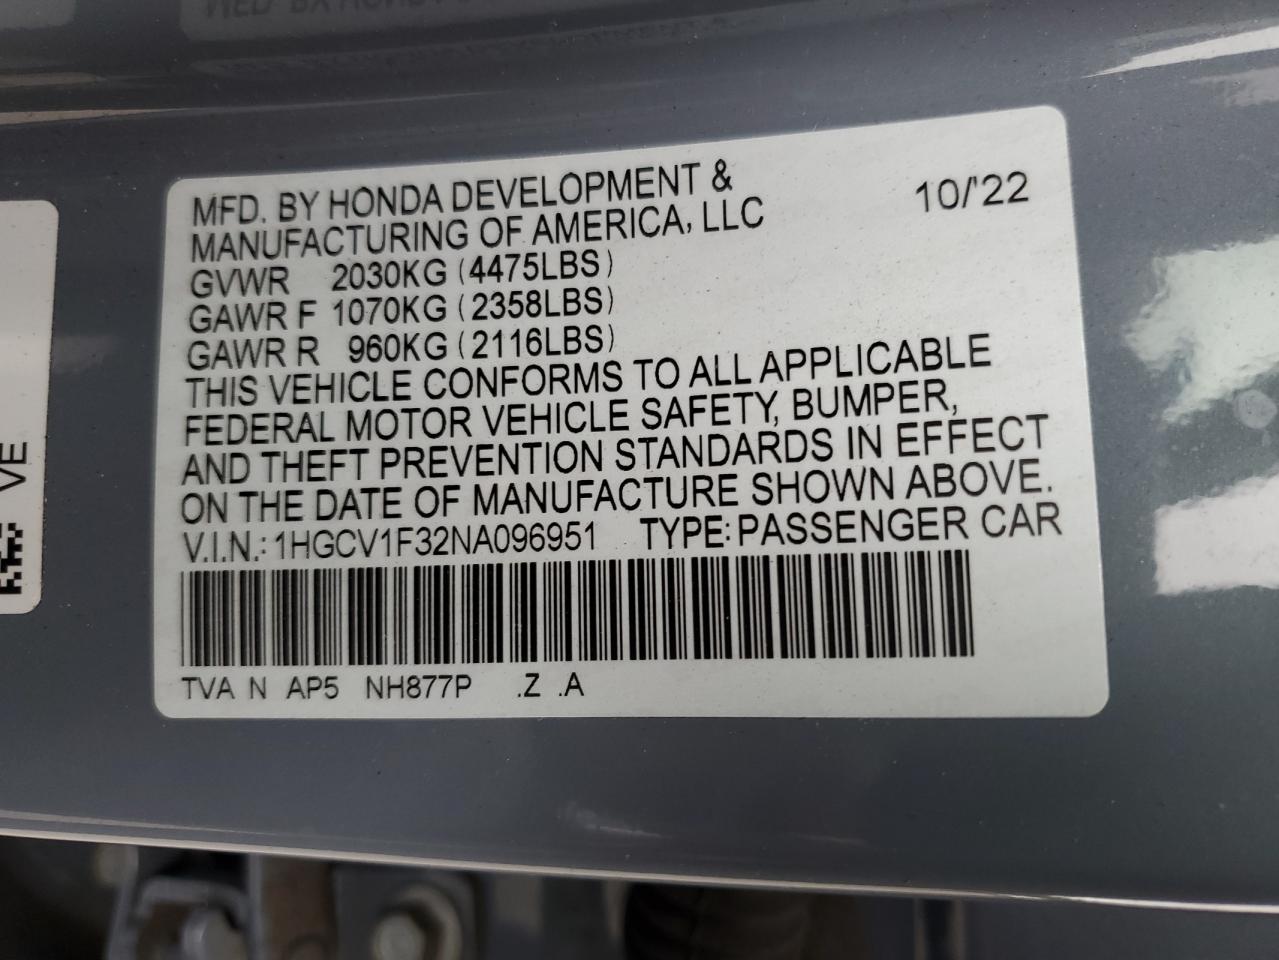 MFD. BY HONDA DEVELOPMENT & 10/'22
MANUFACTURING OF AMERICA, LLC
GVWR 2030KG (4475LBS)
GAWR F 1070KG (2358LBS)
GAWR R 960KG (2116LBS)
THIS VEHICLE CONFORMS TO ALL APPLICABLE
FEDERAL MOTOR VEHICLE SAFETY, BUMPER,
AND THEFT PREVENTION STANDARDS IN EFFECT
ON THE DATE OF MANUFACTURE SHOWN ABOVE.
V.I.N.: 1HGCV1F32NA096951 TYPE: PASSENGER CAR
TVA N AP5 NH877P .Z .A
VE